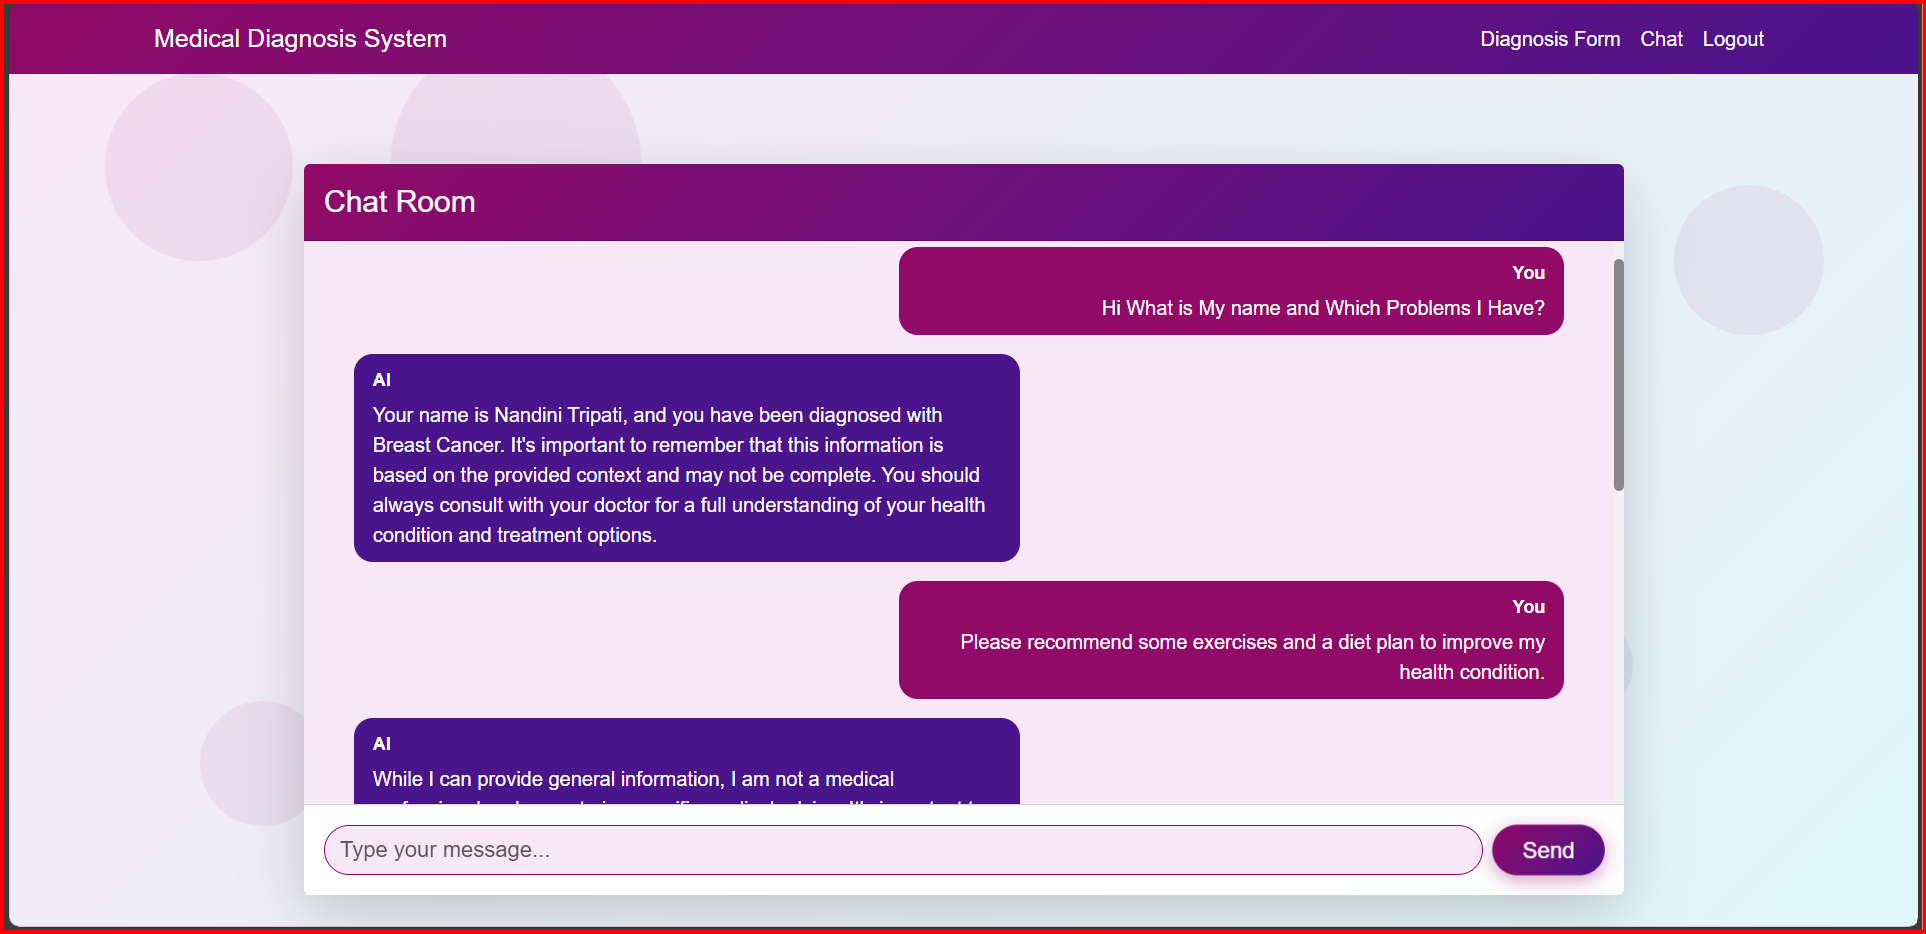 Medical Diagnosis System
Diagnosis Form Chat Logout
Chat Room
You
Hi What is My name and Which Problems I Have?
AI
Your name is Nandini Tripati, and you have been diagnosed with
Breast Cancer. It's important to remember that this information is
based on the provided context and may not be complete. You should
always consult with your doctor for a full understanding of your health
condition and treatment options.
You
Please recommend some exercises and a diet plan to improve my
health condition.
AI
While I can provide general information, I am not a medical
Type your message...
Send